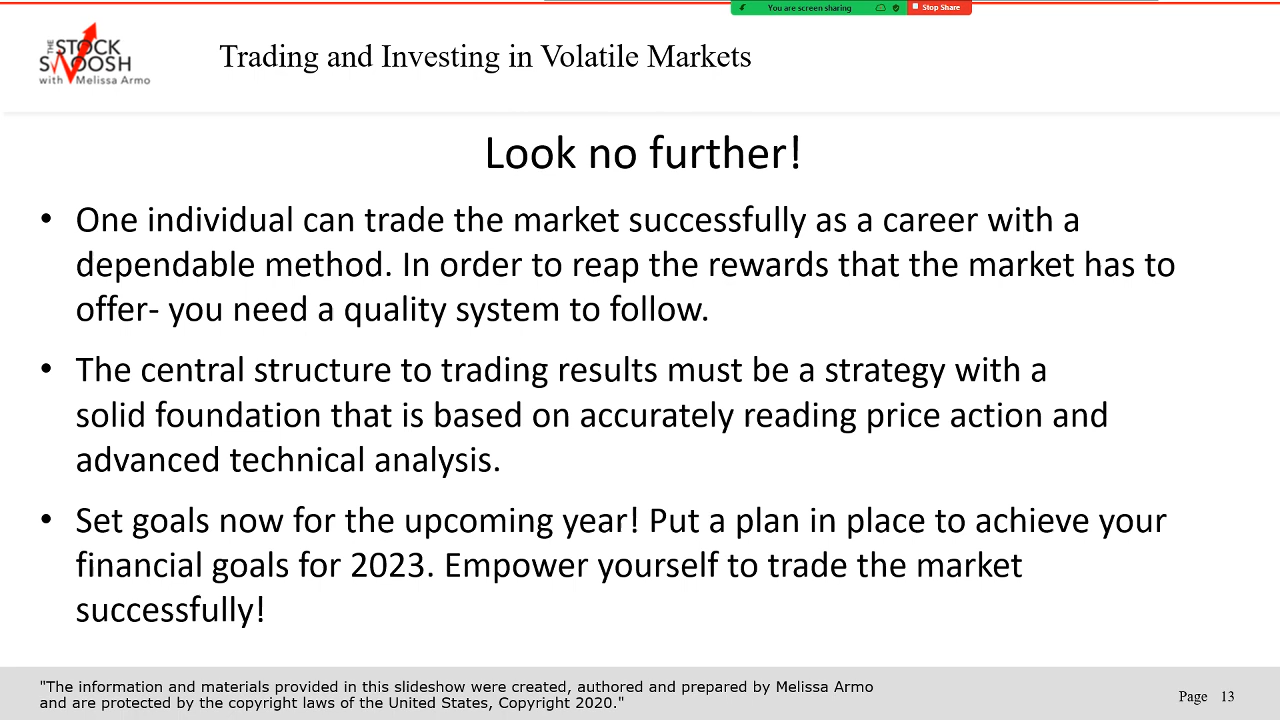 You are screen sharing
Stop Share
THE
STOCK
SWOOSH
with Melissa Armo
Trading and Investing in Volatile Markets
Look no further!
• One individual can trade the market successfully as a career with a
dependable method. In order to reap the rewards that the market has to
offer- you need a quality system to follow.
• The central structure to trading results must be a strategy with a
solid foundation that is based on accurately reading price action and
advanced technical analysis.
• Set goals now for the upcoming year! Put a plan in place to achieve your
financial goals for 2023. Empower yourself to trade the market
successfully!
"The information and materials provided in this slideshow were created, authored and prepared by Melissa Armo
and are protected by the copyright laws of the United States, Copyright 2020."
Page 13